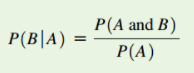 P(B|A) = P(A and B) / P(A)